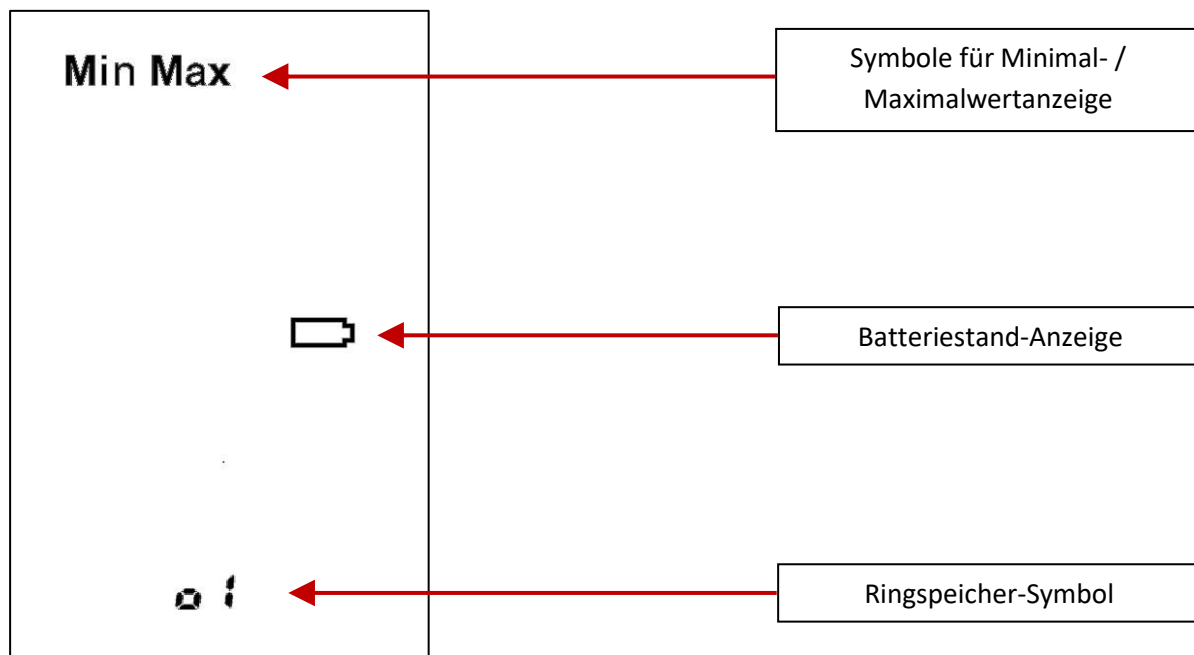 Min Max
Symbole für Minimal- /
Maximalwertanzeige
Batteriestand-Anzeige
o1
Ringspeicher-Symbol